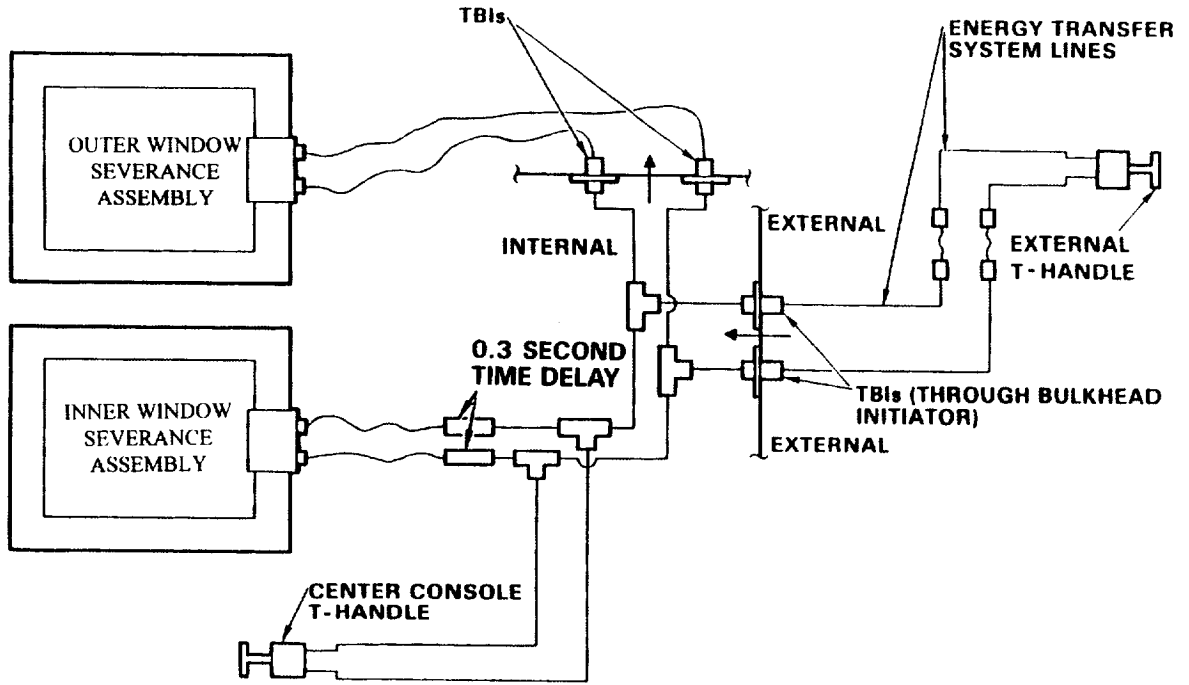 TBIs
ENERGY TRANSFER
SYSTEM LINES
OUTER WINDOW
SEVERANCE
ASSEMBLY
EXTERNAL
INTERNAL
EXTERNAL
T-HANDLE
0.3 SECOND
TIME DELAY
INNER WINDOW
SEVERANCE
ASSEMBLY
TBIs (THROUGH BULKHEAD
INITIATOR)
EXTERNAL
CENTER CONSOLE
T-HANDLE